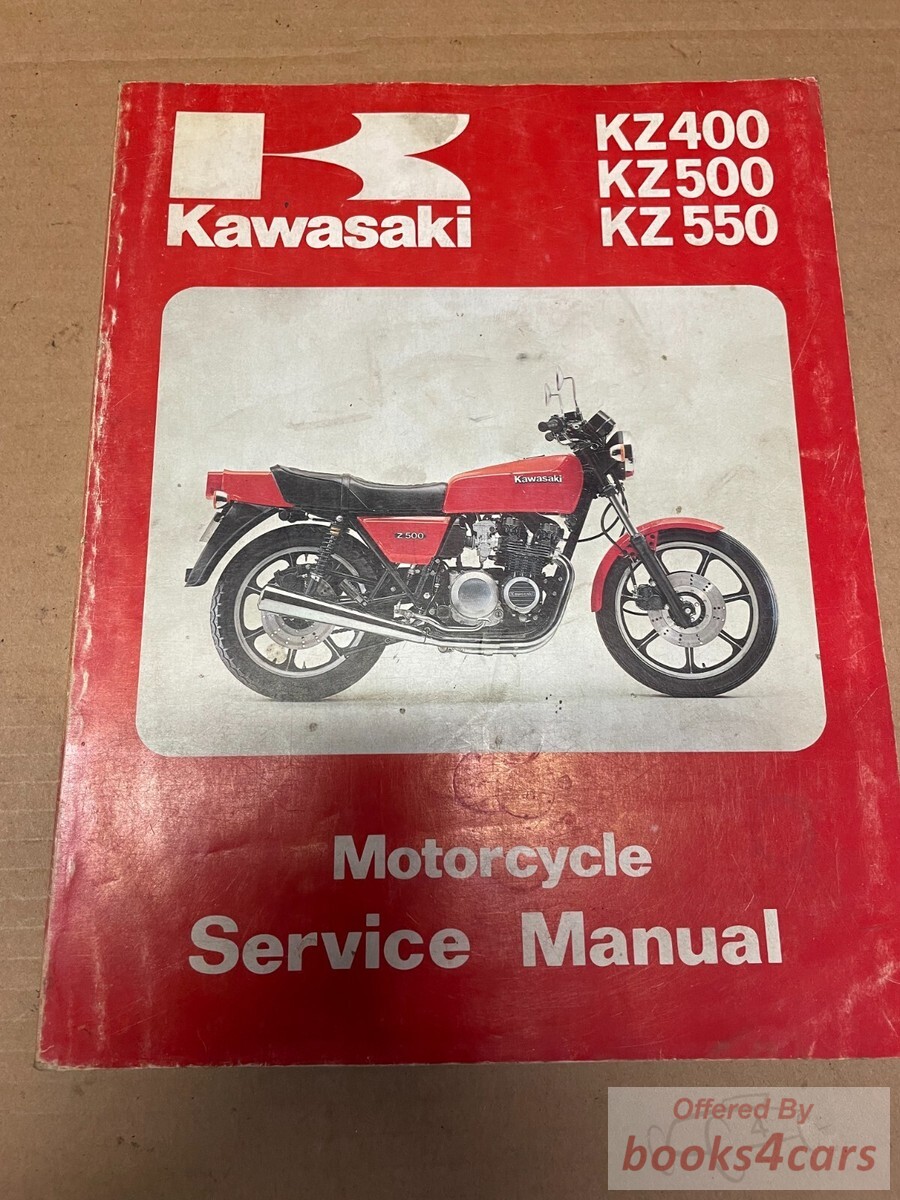 Kawasaki
KZ400
KZ500
KZ550
Kawasaki
Z500
Motorcycle
Service Manual
Offered By
books4cars